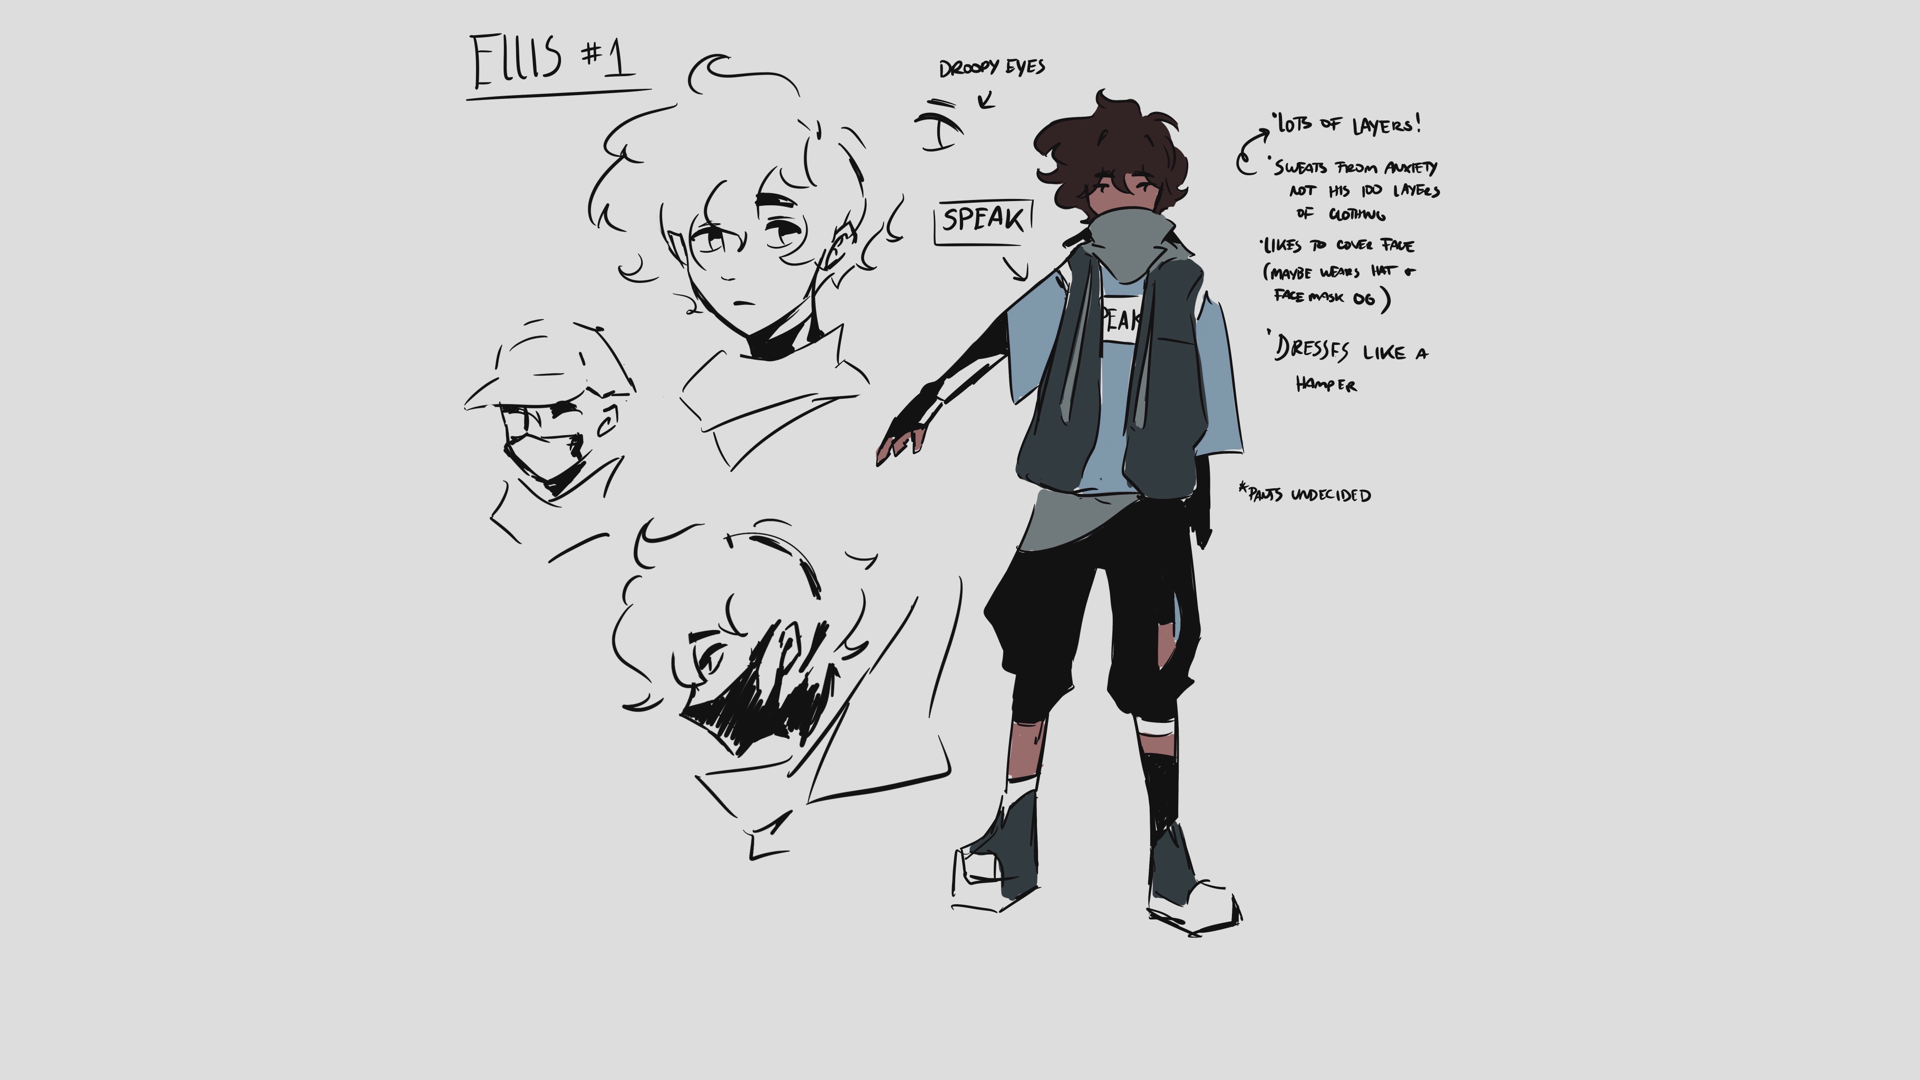 ELLIS #1
DROOPY EYES
SPEAK
PEAK
•LOTS OF LAYERS!
•SWEATS FROM ANXIETY
NOT HIS 100 LAYERS
OF CLOTHING
•LIKES TO COVER FACE
(MAYBE WEARS HAT &
FACE MASK OG)
•DRESSES LIKE A
HAMPER
*PANTS UNDECIDED